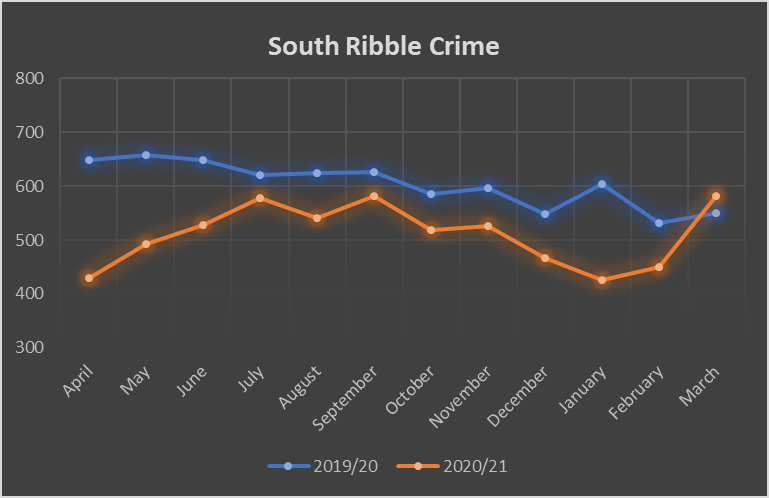 South Ribble Crime
800
700
600
500
400
300
April
May
June
July
August
September
October
November
December
January
February
March
2019/20
2020/21